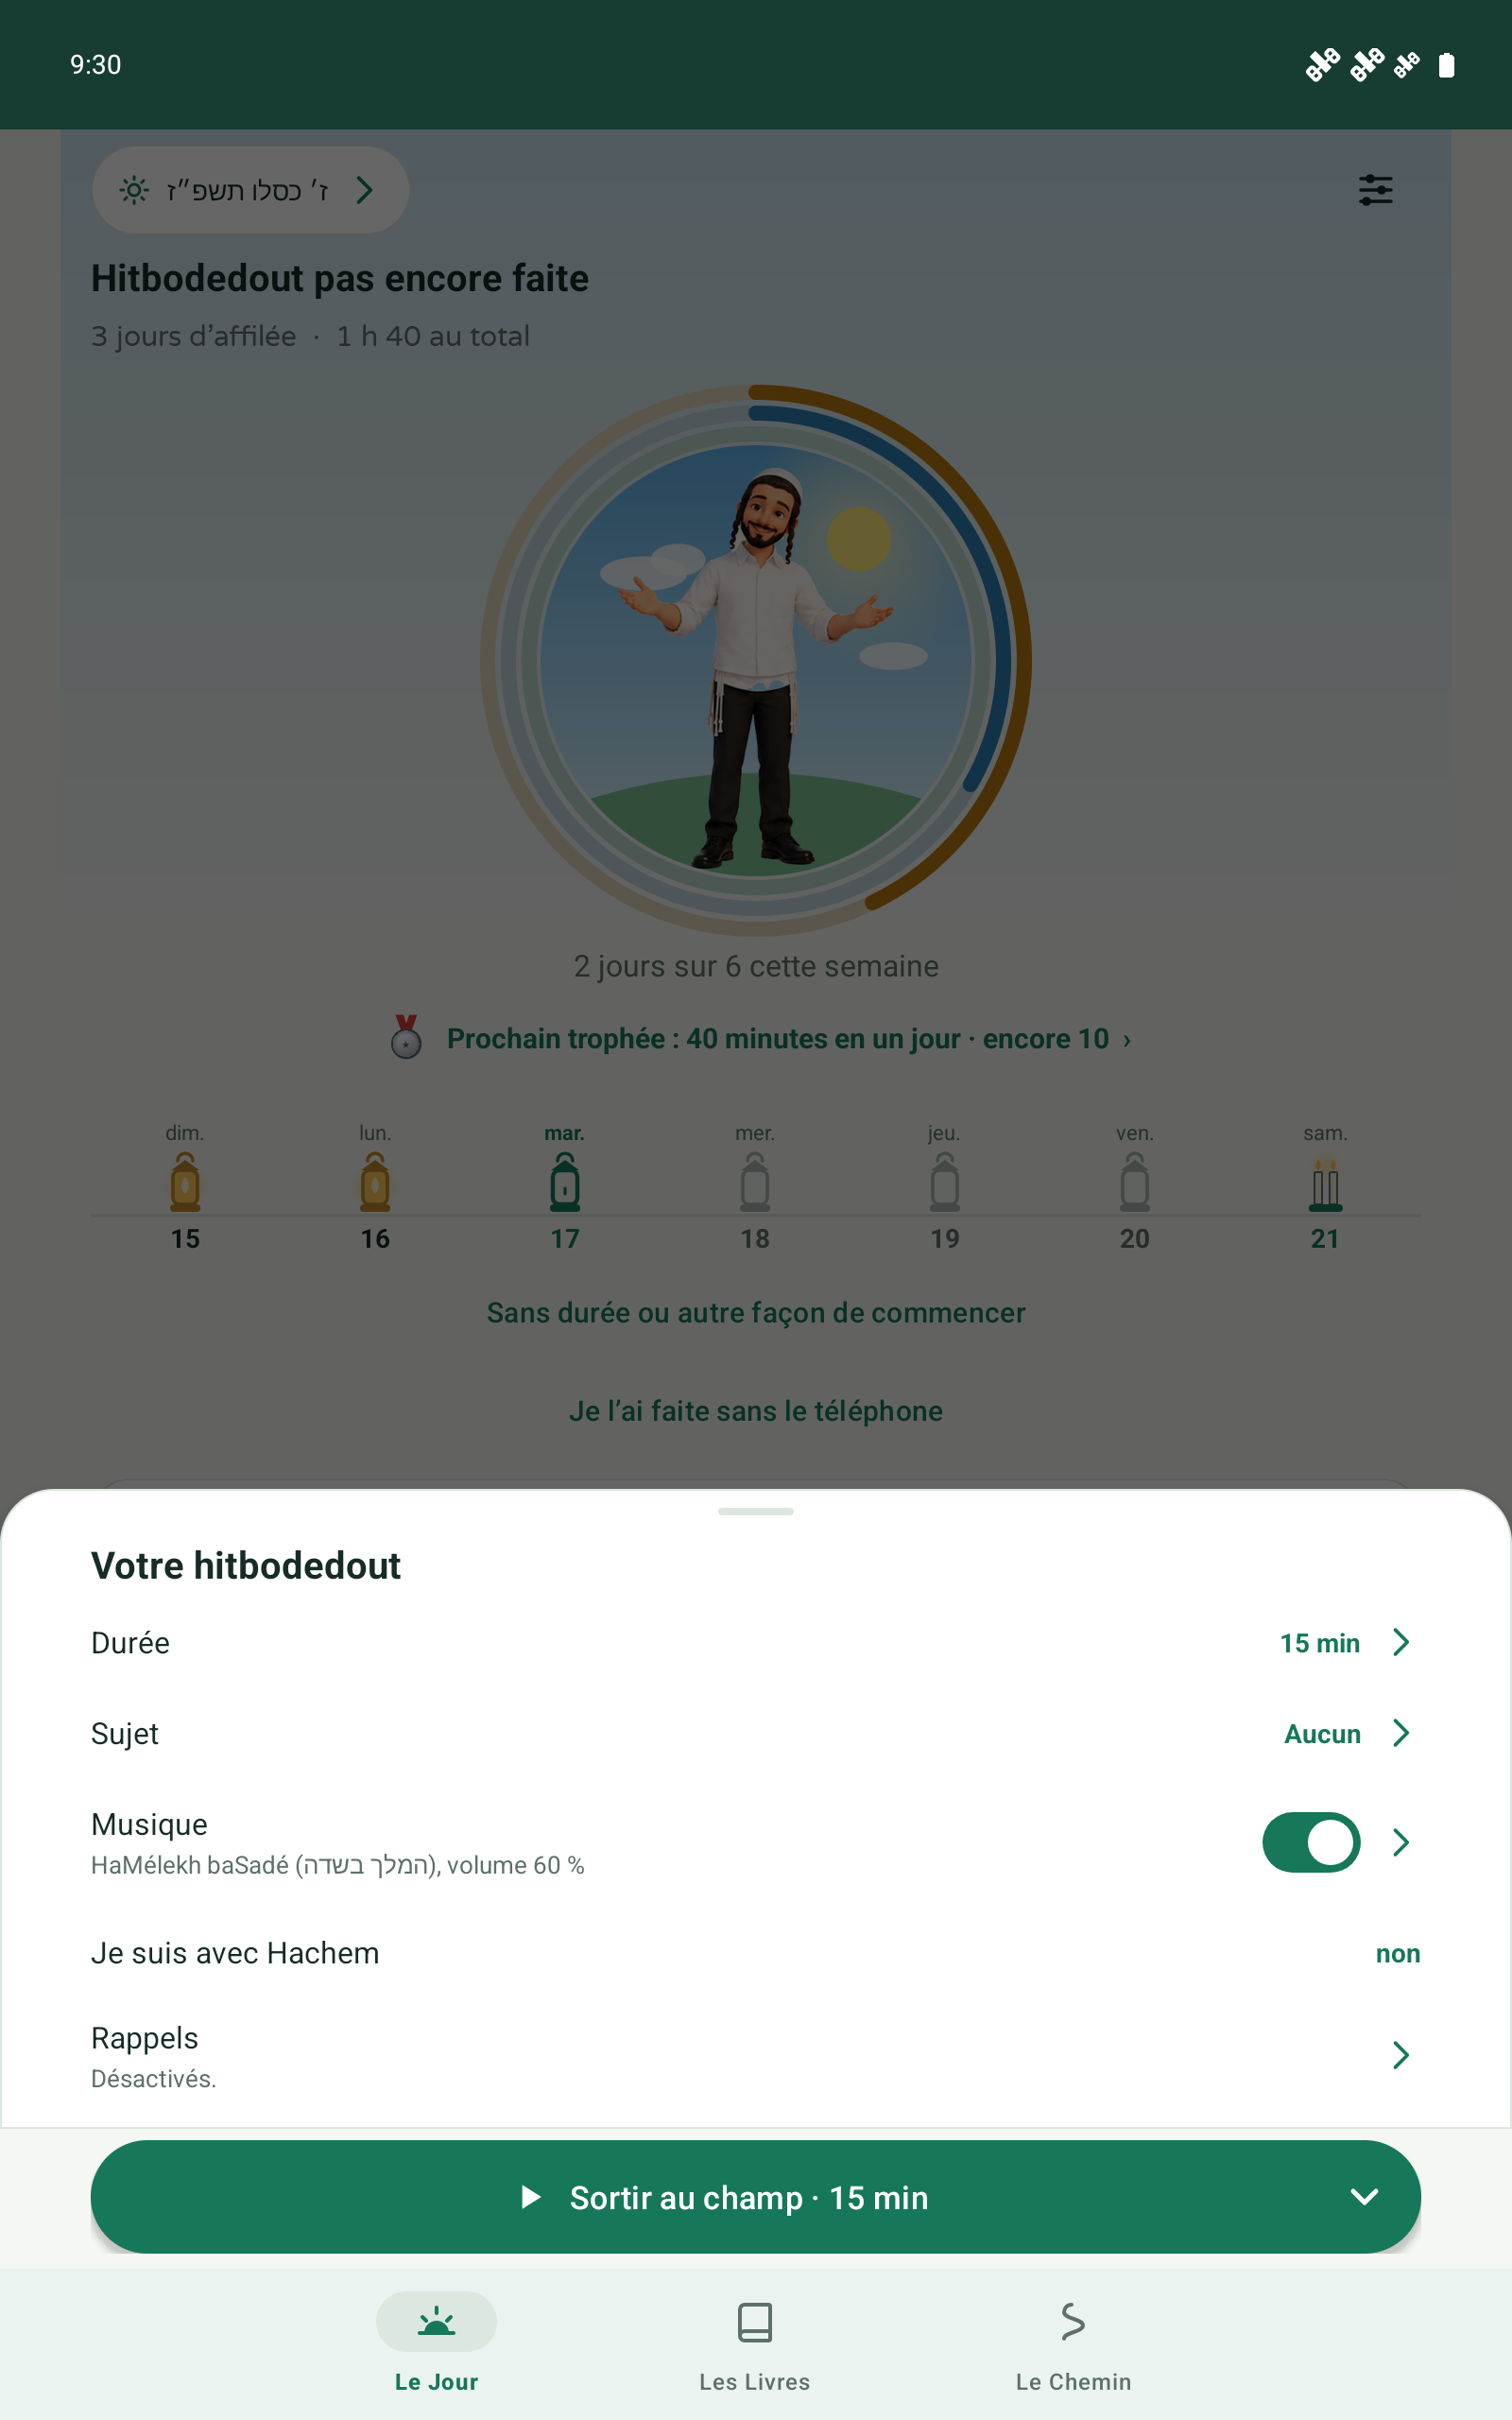 9:30
ז׳ כסלו תשפ״ז
Hitbodedout pas encore faite
3 jours d’affilée · 1 h 40 au total
2 jours sur 6 cette semaine
Prochain trophée : 40 minutes en un jour · encore 10 ›
dim. lun. mar. mer. jeu. ven. sam.
15 16 17 18 19 20 21
Sans durée ou autre façon de commencer
Je l’ai faite sans le téléphone
Votre hitbodedout
Durée 15 min
Sujet Aucun
Musique
HaMélekh baSadé (המלך בשדה), volume 60 %
Je suis avec Hachem non
Rappels
Désactivés.
Sortir au champ · 15 min
Le Jour Les Livres Le Chemin